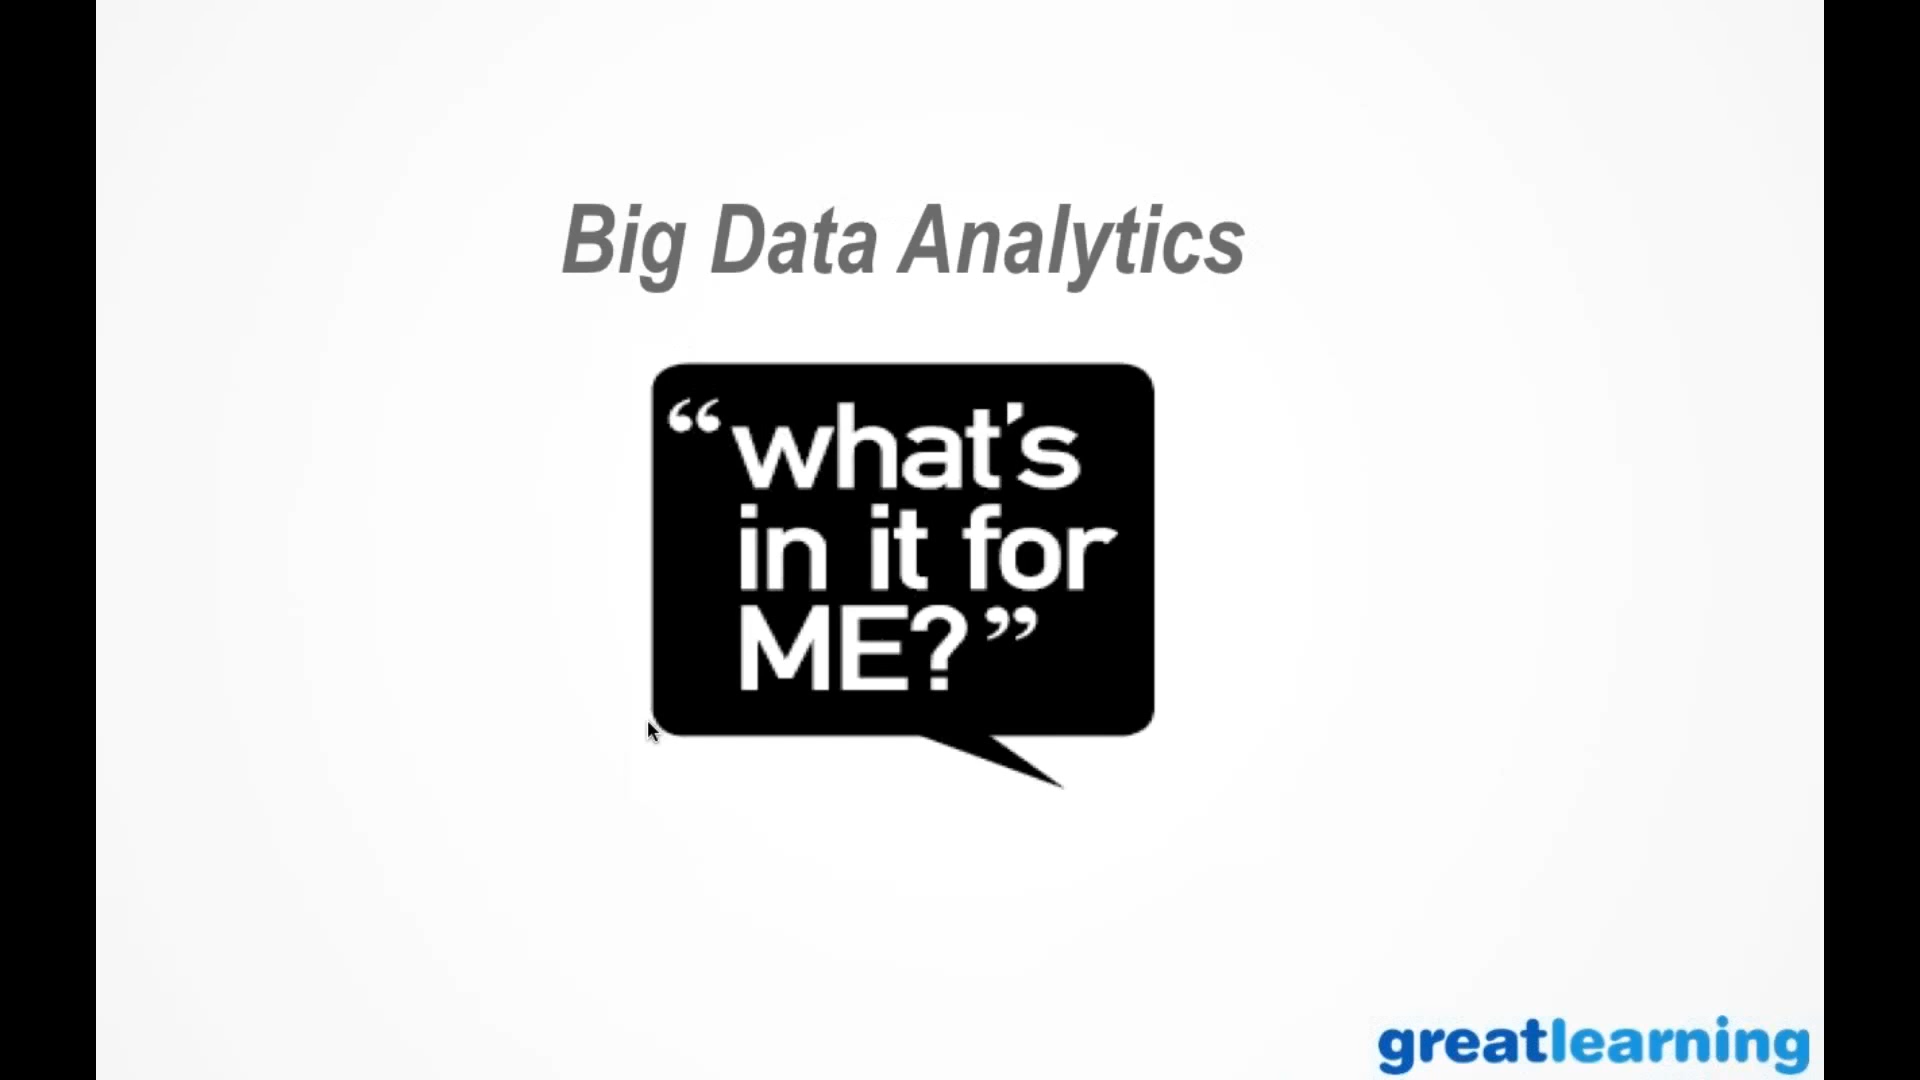 Big Data Analytics
“what's
in it for
ME?”
greatlearning